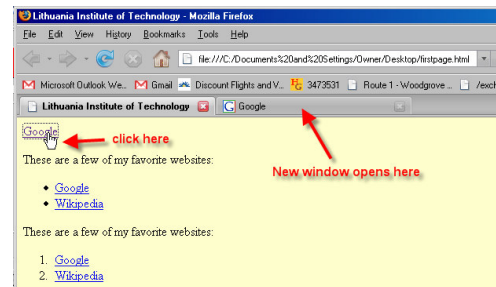 Lithuania Institute of Technology - Mozilla Firefox
File Edit View History Bookmarks Tools Help
file:///C:/Documents%20and%20Settings/Owner/Desktop/firstpage.html
Microsoft Outlook We... Gmail Discount Flights and V... 3473531 Route 1 - Woodgrove ... /exch
Lithuania Institute of Technology Google
Google
click here
These are a few of my favorite websites:
New window opens here
• Google
• Wikipedia
These are a few of my favorite websites:
1. Google
2. Wikipedia